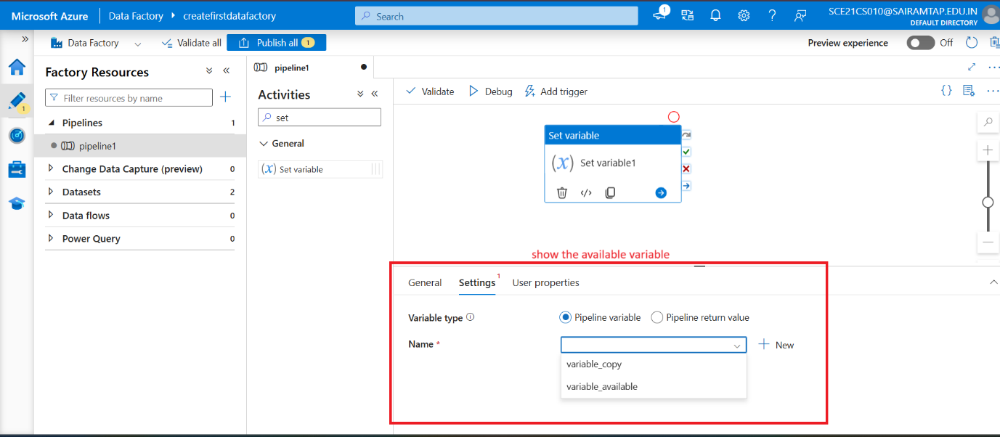 Microsoft Azure
Data Factory
createfirstdatafactory
Search
1
SCE21CS010@SAIRAMTAP.EDU.IN
DEFAULT DIRECTORY
Data Factory
Validate all
Publish all 1
Preview experience
Off
1
Factory Resources
Filter resources by name
Pipelines 1
pipeline1
Change Data Capture (preview) 0
Datasets 2
Data flows 0
Power Query 0
pipeline1
Activities
set
General
(x) Set variable
Validate
Debug
Add trigger
{}
Set variable
(x) Set variable1
</>
show the available variable
General
Settings 1
User properties
Variable type
Pipeline variable
Pipeline return value
Name *
New
variable_copy
variable_available